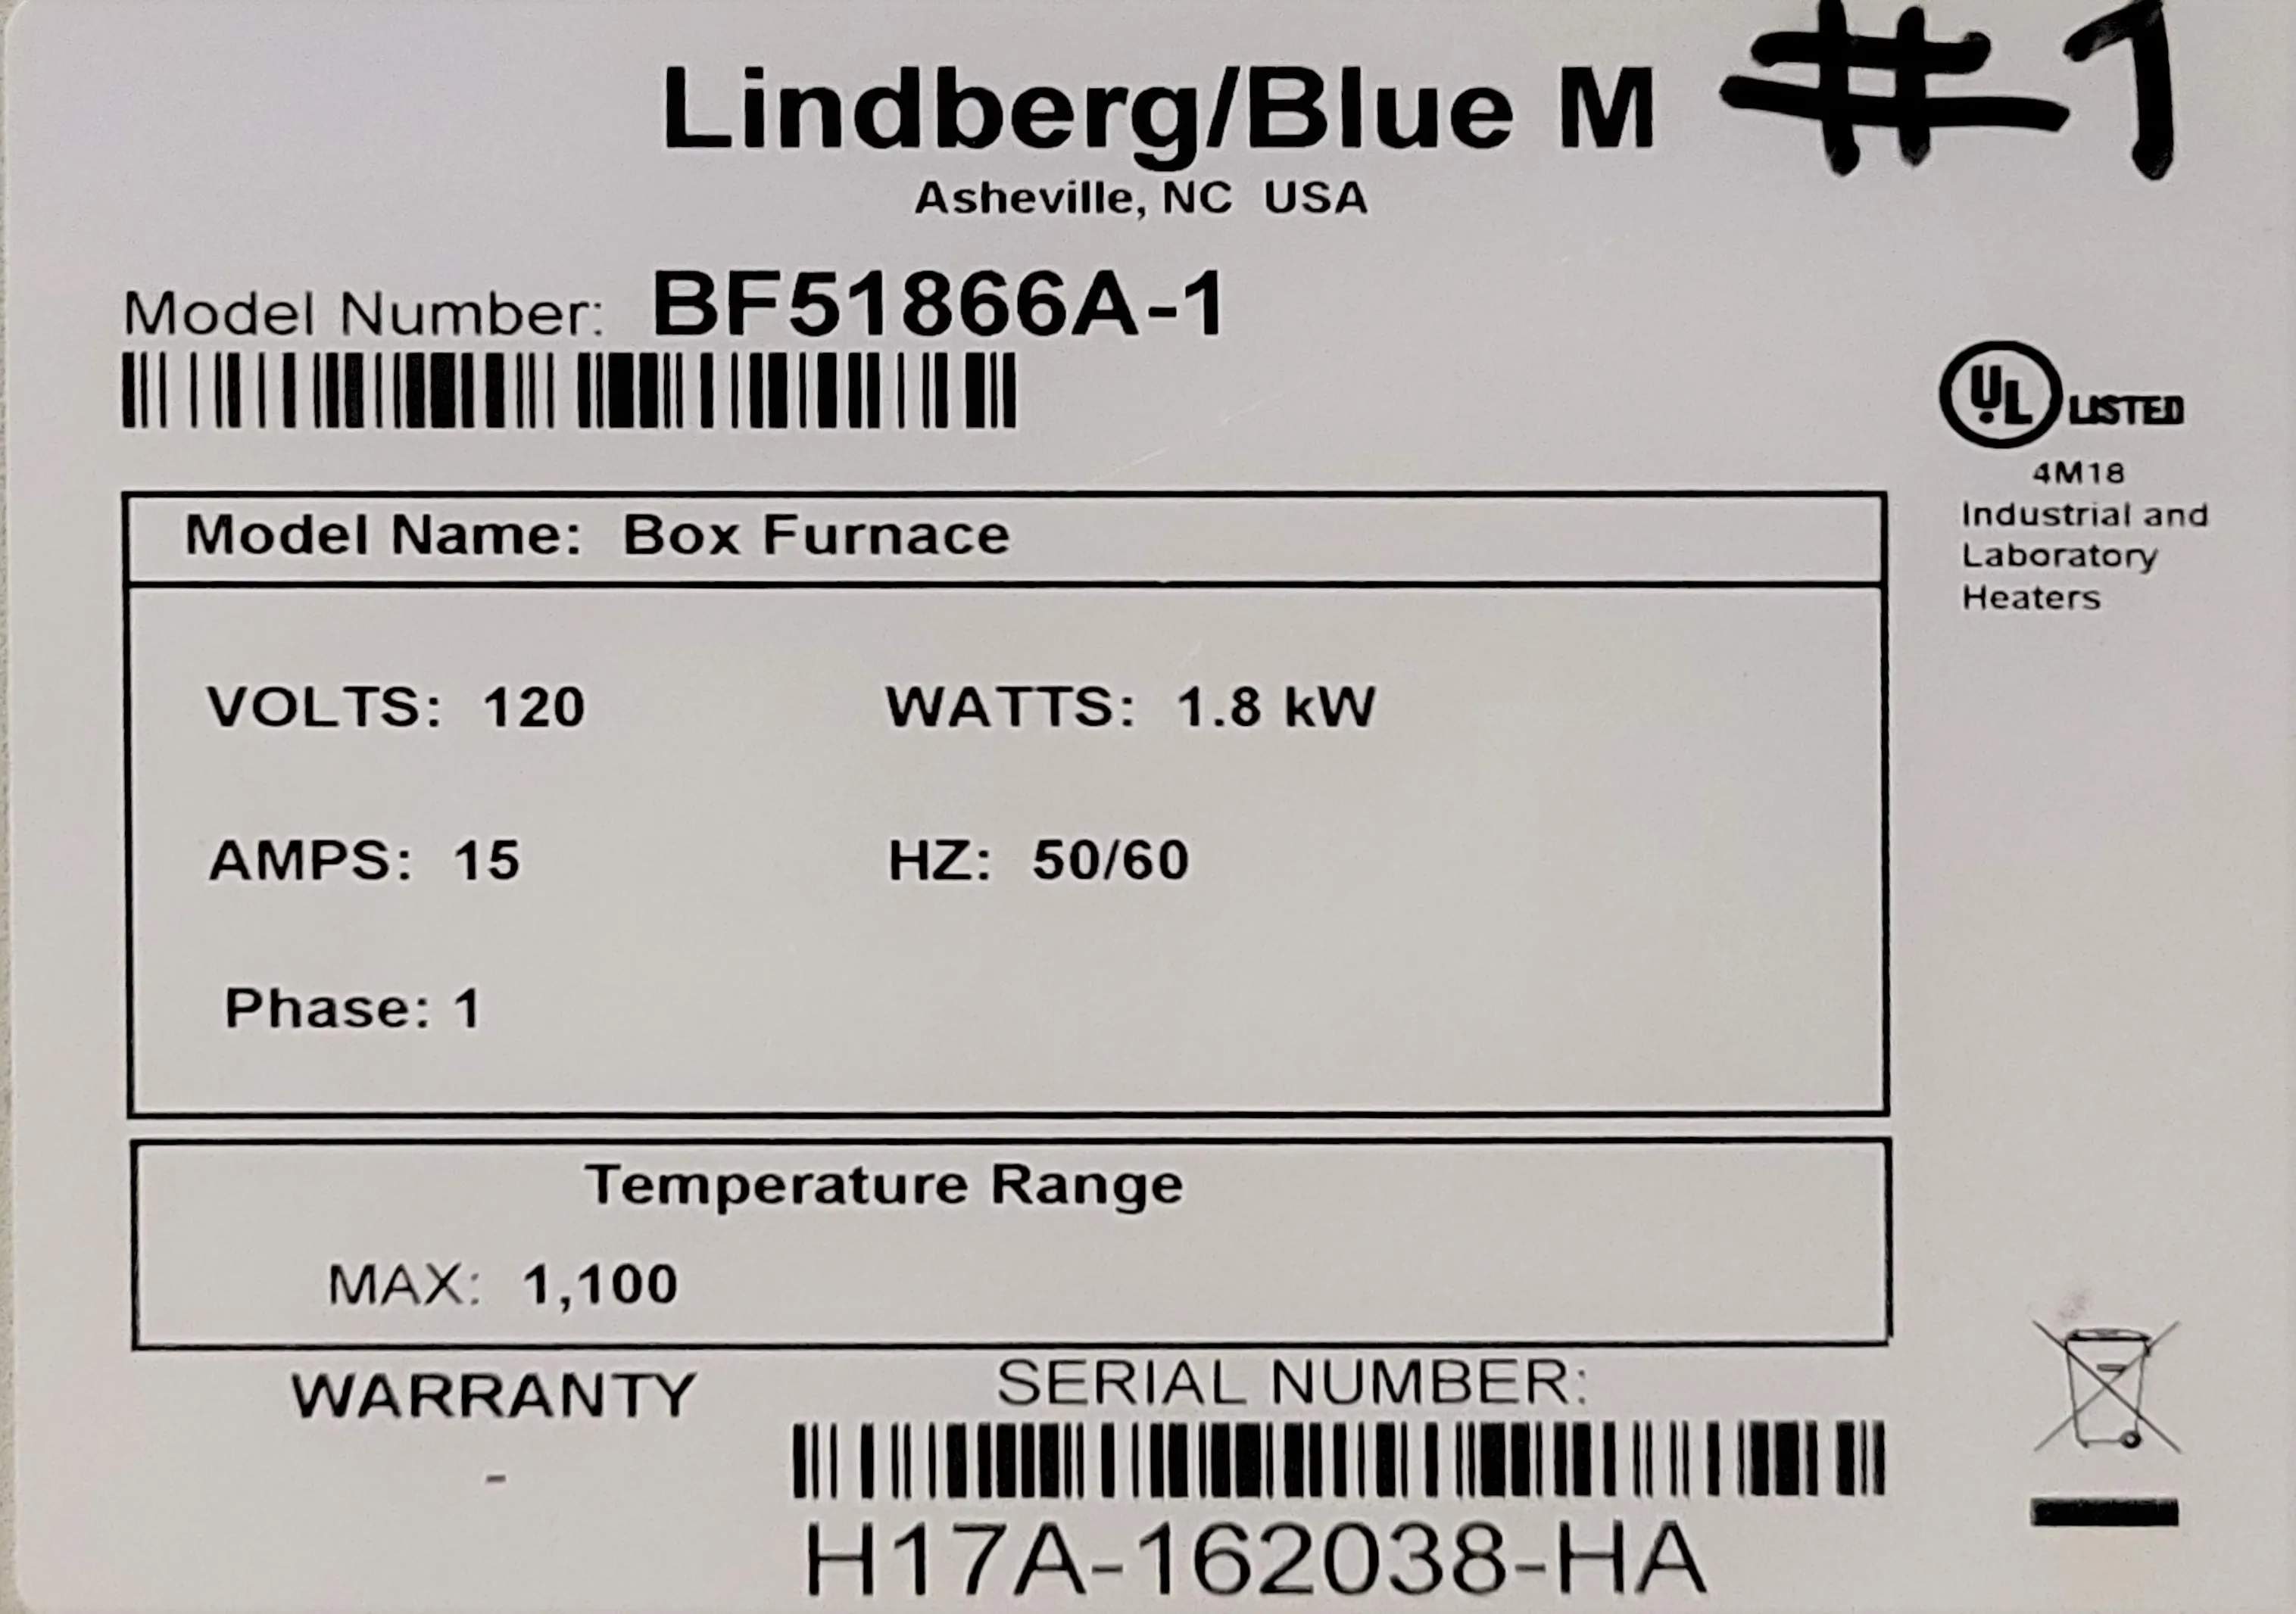 Lindberg/Blue M #1
Asheville, NC USA
Model Number: BF51866A-1
UL LISTED
4M18
Industrial and
Laboratory
Heaters
Model Name: Box Furnace
VOLTS: 120 WATTS: 1.8 kW
AMPS: 15 HZ: 50/60
Phase: 1
Temperature Range
MAX: 1,100
WARRANTY
-
SERIAL NUMBER:
H17A-162038-HA